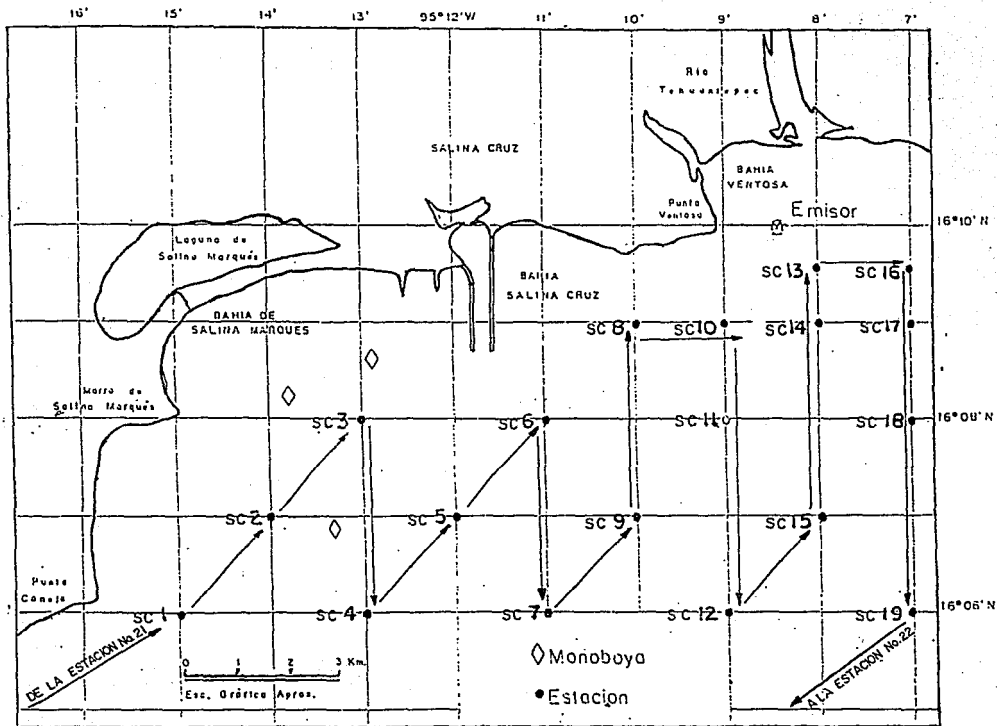 16'
15'
14'
13'
95°12'W
11'
10'
9'
8'
7'
Rio
Tehuantepec
SALINA CRUZ
BAHIA
VENTOSA
Punta
Ventosa
Emisor
16°10'N
Laguna de
Salina Marqués
BAHIA
SALINA CRUZ
SC 13
SC 16
BAHIA DE
SALINA MARQUES
SC 8
SC 10
SC 14
SC 17
Morro de
Salina Marqués
SC 3
SC 6
SC 11
SC 18
16°08'N
SC 2
SC 5
SC 9
SC 15
Punta
Conejo
SC 1
SC 4
SC 7
SC 12
SC 19
16°06'N
DE LA ESTACION No.21
0 1 2 3 Km.
Esc. Gráfica Aprox.
Monoboya
Estacion
A LA ESTACION No.22